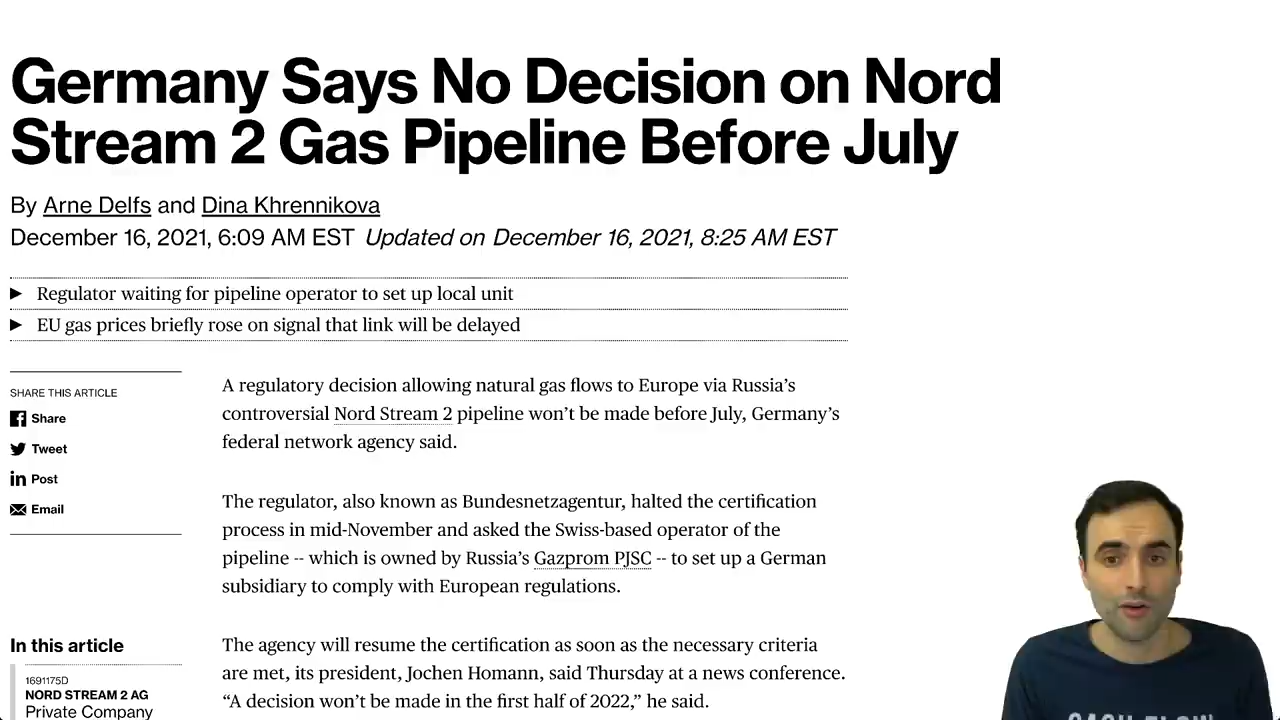 Germany Says No Decision on Nord
Stream 2 Gas Pipeline Before July
By Arne Delfs and Dina Khrennikova
December 16, 2021, 6:09 AM EST Updated on December 16, 2021, 8:25 AM EST
▶ Regulator waiting for pipeline operator to set up local unit
▶ EU gas prices briefly rose on signal that link will be delayed
SHARE THIS ARTICLE
Share
Tweet
Post
Email
In this article
1691175D
NORD STREAM 2 AG
Private Company
A regulatory decision allowing natural gas flows to Europe via Russia’s
controversial Nord Stream 2 pipeline won’t be made before July, Germany’s
federal network agency said.
The regulator, also known as Bundesnetzagentur, halted the certification
process in mid-November and asked the Swiss-based operator of the
pipeline -- which is owned by Russia’s Gazprom PJSC -- to set up a German
subsidiary to comply with European regulations.
The agency will resume the certification as soon as the necessary criteria
are met, its president, Jochen Homann, said Thursday at a news conference.
“A decision won’t be made in the first half of 2022,” he said.